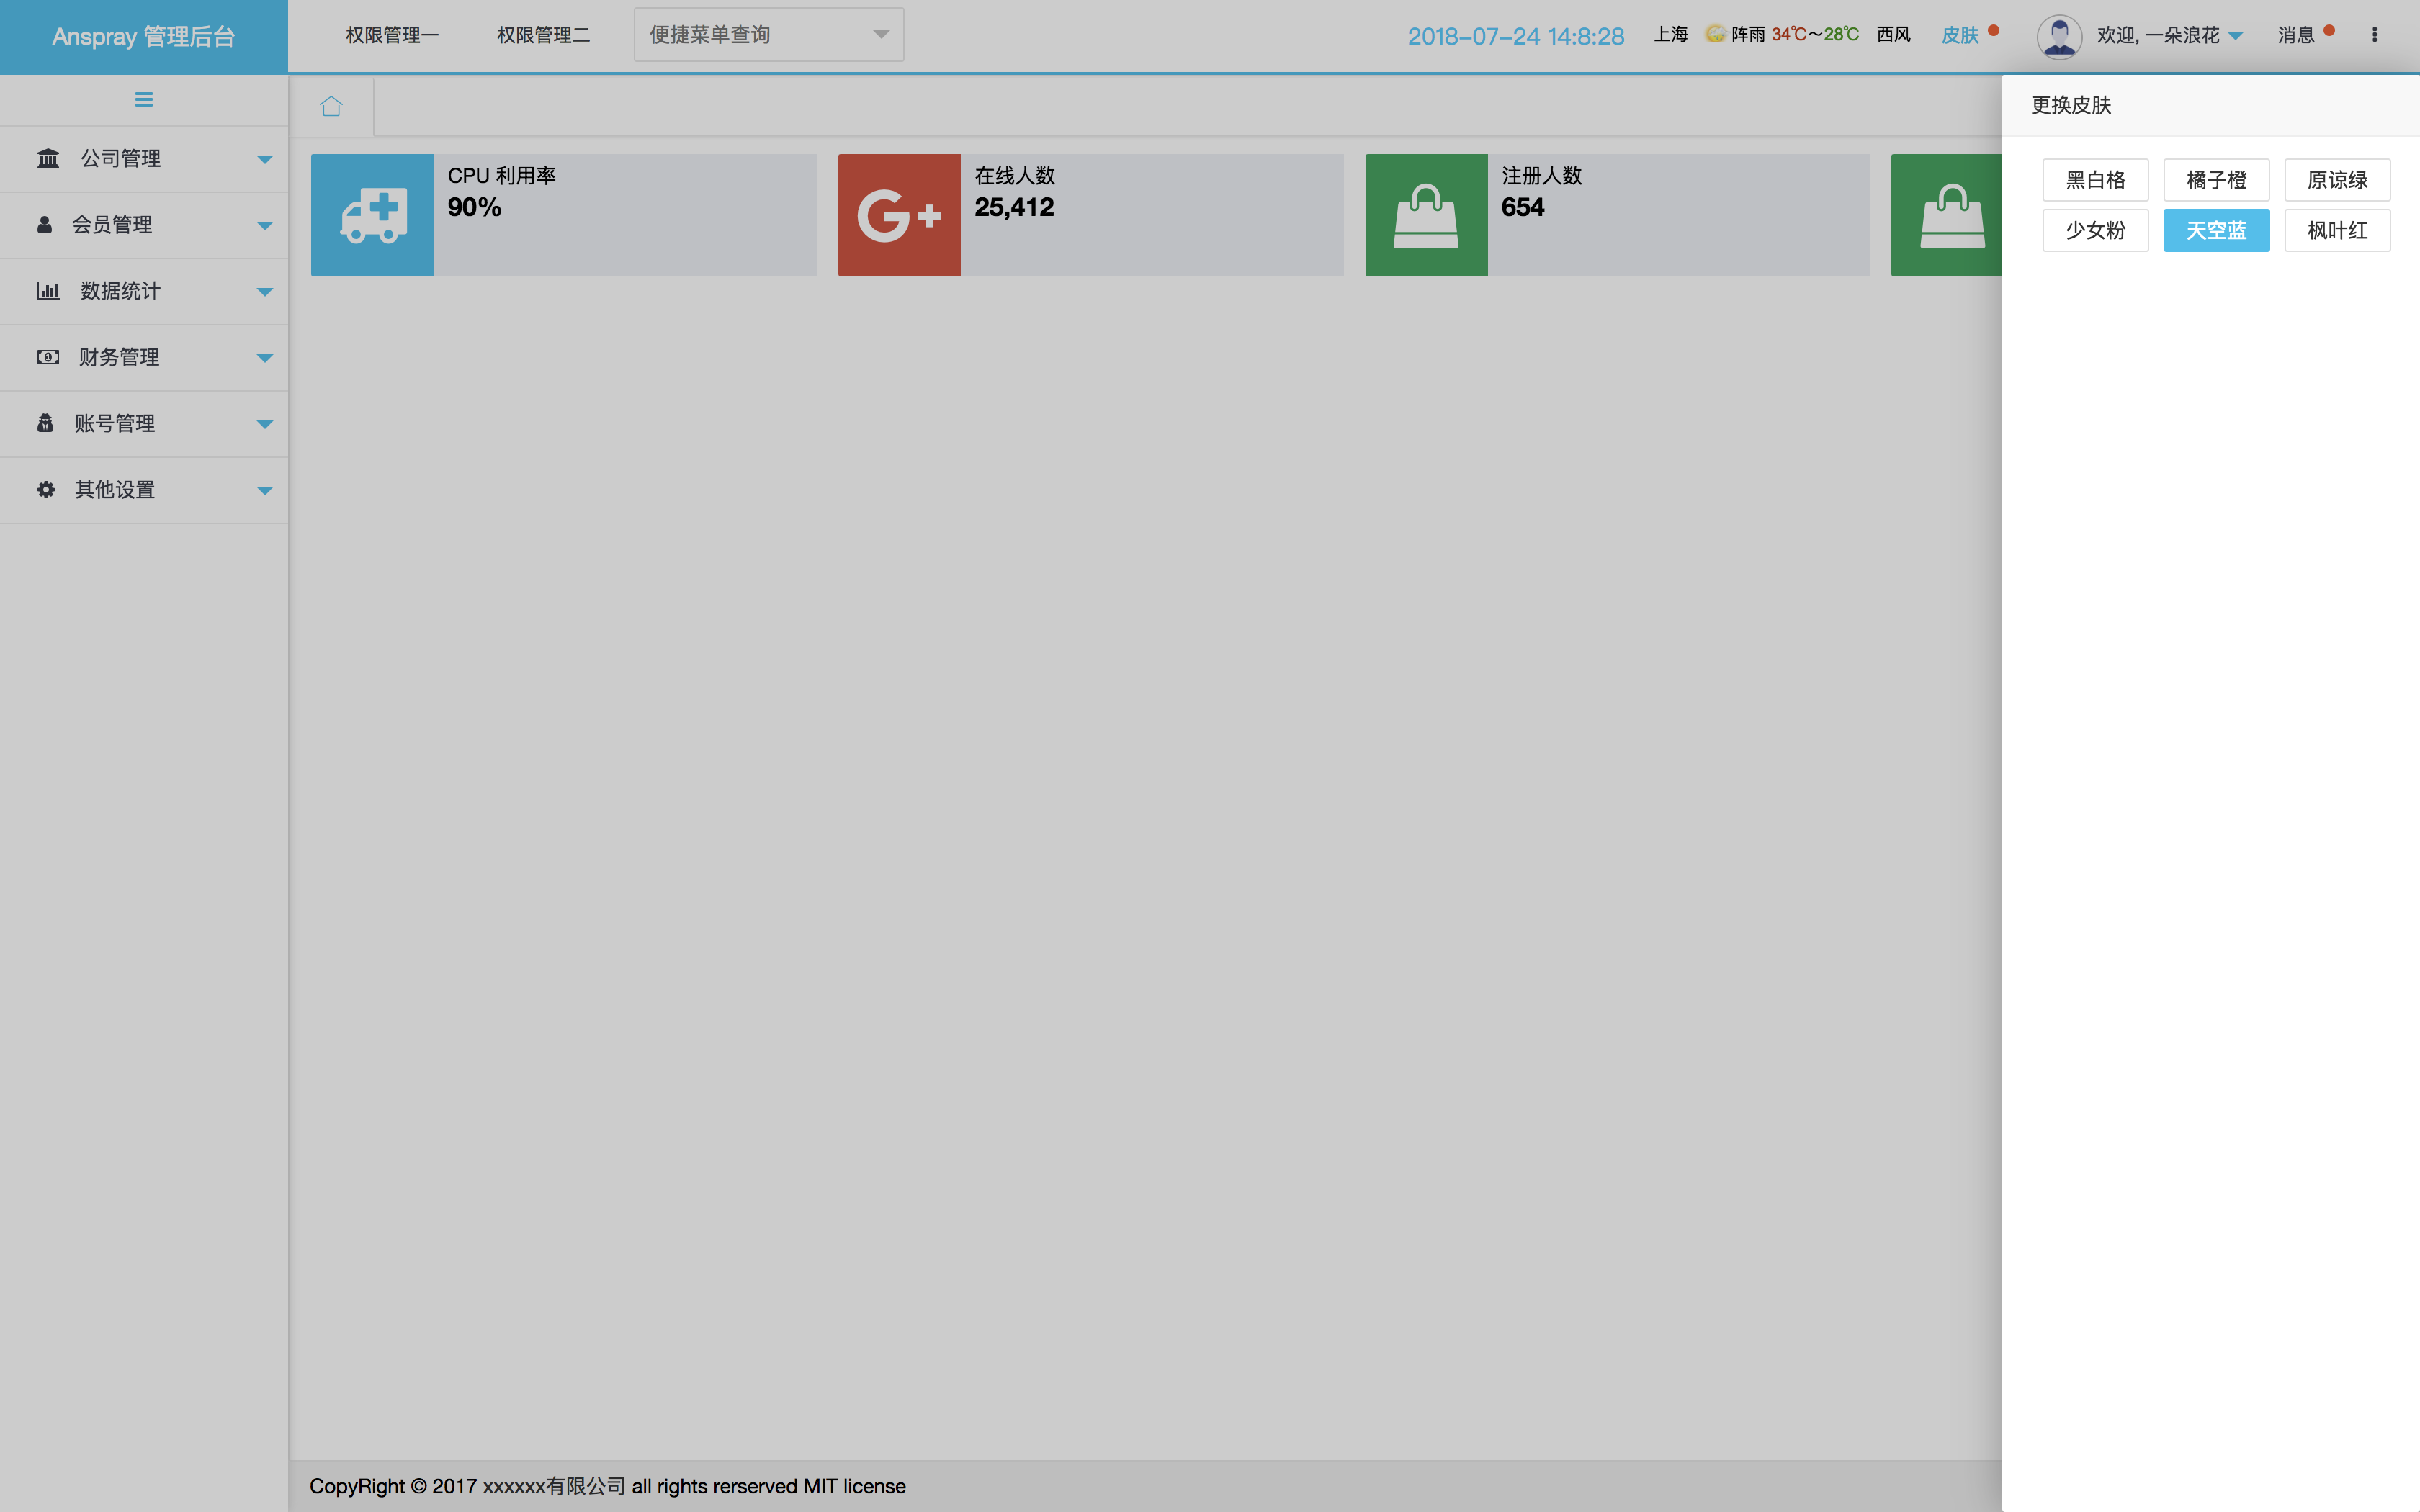 Anspray 管理后台
权限管理一
权限管理二
便捷菜单查询
2018-07-24 14:8:28
上海
阵雨 34℃~28℃
西风
皮肤
欢迎, 一朵浪花
消息
公司管理
会员管理
数据统计
财务管理
账号管理
其他设置
CPU 利用率
90%
在线人数
25,412
注册人数
654
更换皮肤
黑白格
橘子橙
原谅绿
少女粉
天空蓝
枫叶红
CopyRight © 2017 xxxxxx有限公司 all rights rerserved MIT license